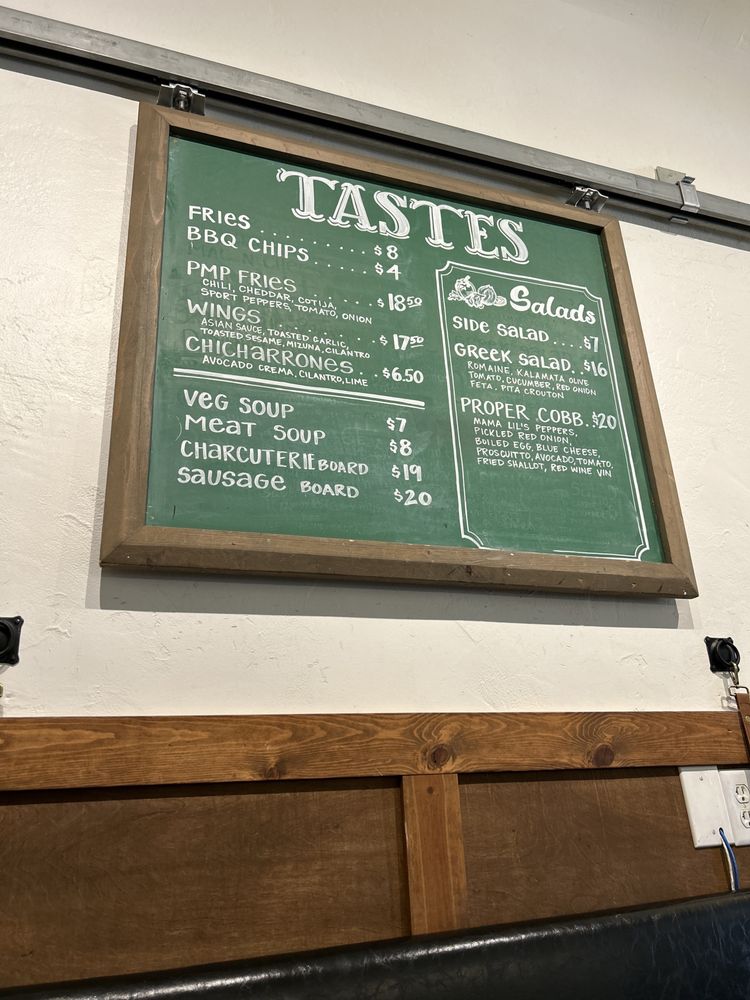 TASTES
FRIES ........ $8
BBQ CHIPS ..... $4
PMP FRIES ..... $18.50
CHILI, CHEDDAR, COTIJA,
SPORT PEPPERS, TOMATO, ONION
WINGS ........ $17.50
ASIAN SAUCE, TOASTED GARLIC,
TOASTED SESAME, MIZUNA, CILANTRO
CHICHARRONES .. $6.50
AVOCADO CREMA, CILANTRO, LIME
VEG SOUP $7
MEAT SOUP $8
CHARCUTERIE BOARD $19
SAUSAGE BOARD $20
Salads
SIDE SALAD .... $7
GREEK SALAD . $16
ROMAINE, KALAMATA OLIVE
TOMATO, CUCUMBER, RED ONION
FETA. PITA CROUTON
PROPER COBB . $20
MAMA LIL'S PEPPERS,
PICKLED RED ONION,
BOILED EGG, BLUE CHEESE,
PROSCUITTO, AVOCADO, TOMATO,
FRIED SHALLOT, RED WINE VIN